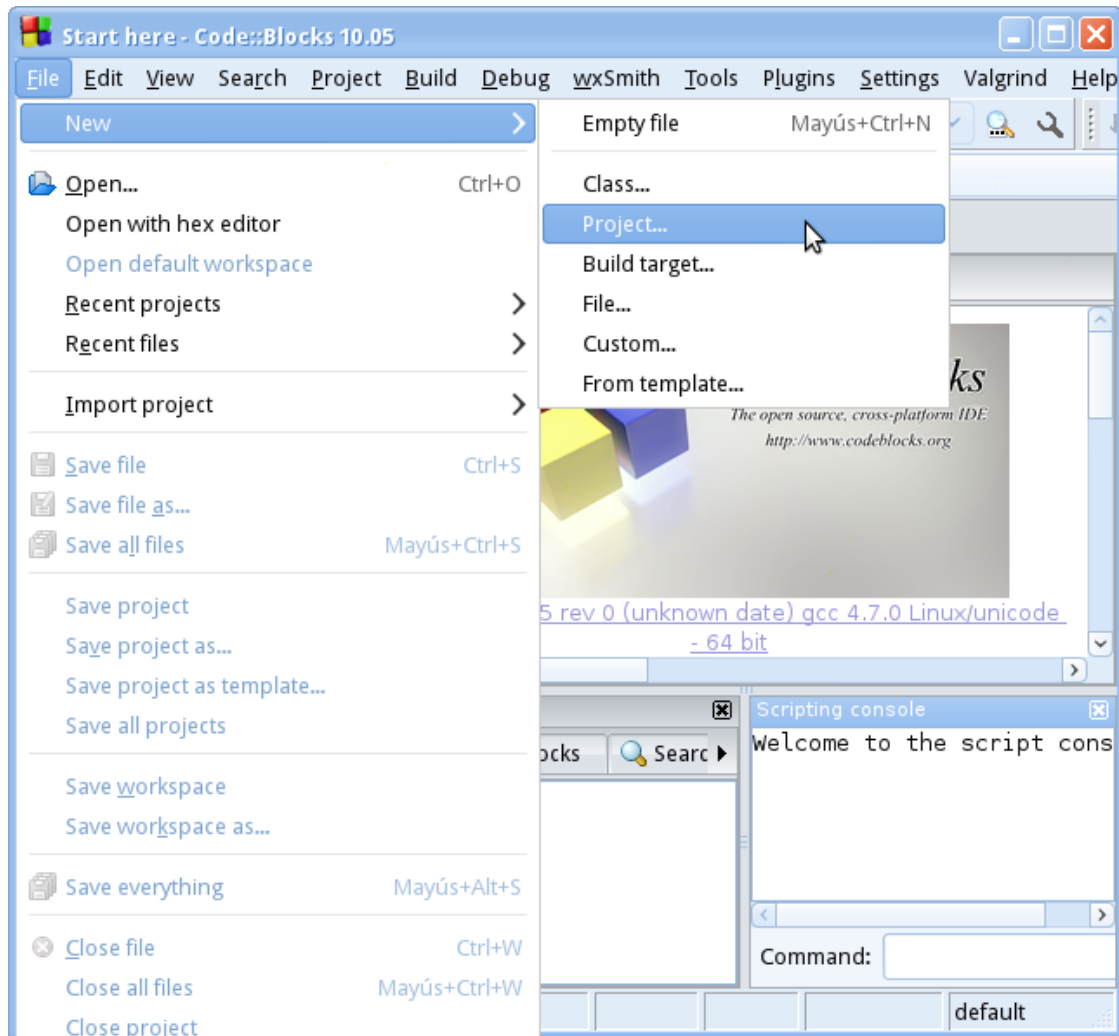 Start here - Code::Blocks 10.05
File Edit View Search Project Build Debug wxSmith Tools Plugins Settings Valgrind Help
New
Open... Ctrl+O
Open with hex editor
Open default workspace
Recent projects
Recent files
Import project
Save file Ctrl+S
Save file as...
Save all files Mayús+Ctrl+S
Save project
Save project as...
Save project as template...
Save all projects
Save workspace
Save workspace as...
Save everything Mayús+Alt+S
Close file Ctrl+W
Close all files Mayús+Ctrl+W
Close project
Empty file Mayús+Ctrl+N
Class...
Project...
Build target...
File...
Custom...
From template...
ks
The open source, cross-platform IDE
http://www.codeblocks.org
5 rev 0 (unknown date) gcc 4.7.0 Linux/unicode
- 64 bit
ocks Searc
Scripting console
Welcome to the script cons
Command:
default